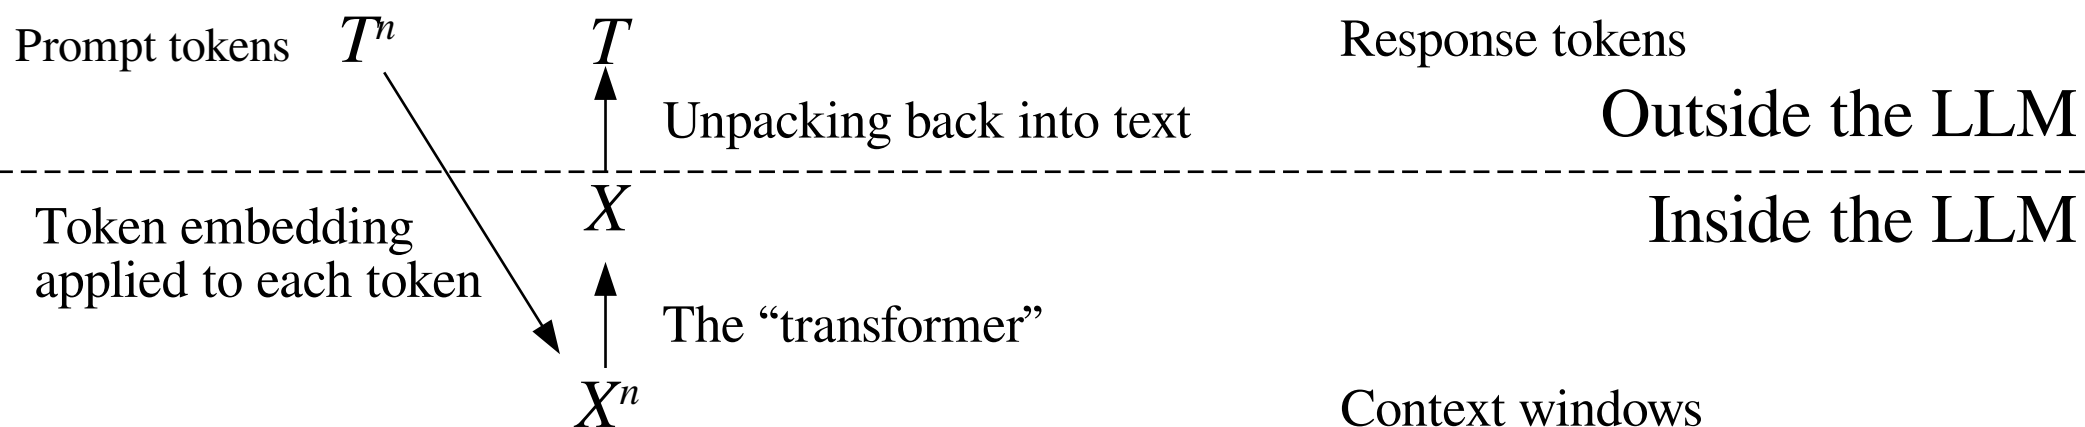 Prompt tokens Tⁿ T Response tokens
Unpacking back into text
Outside the LLM
X
Inside the LLM
Token embedding
applied to each token
The “transformer”
Xⁿ
Context windows